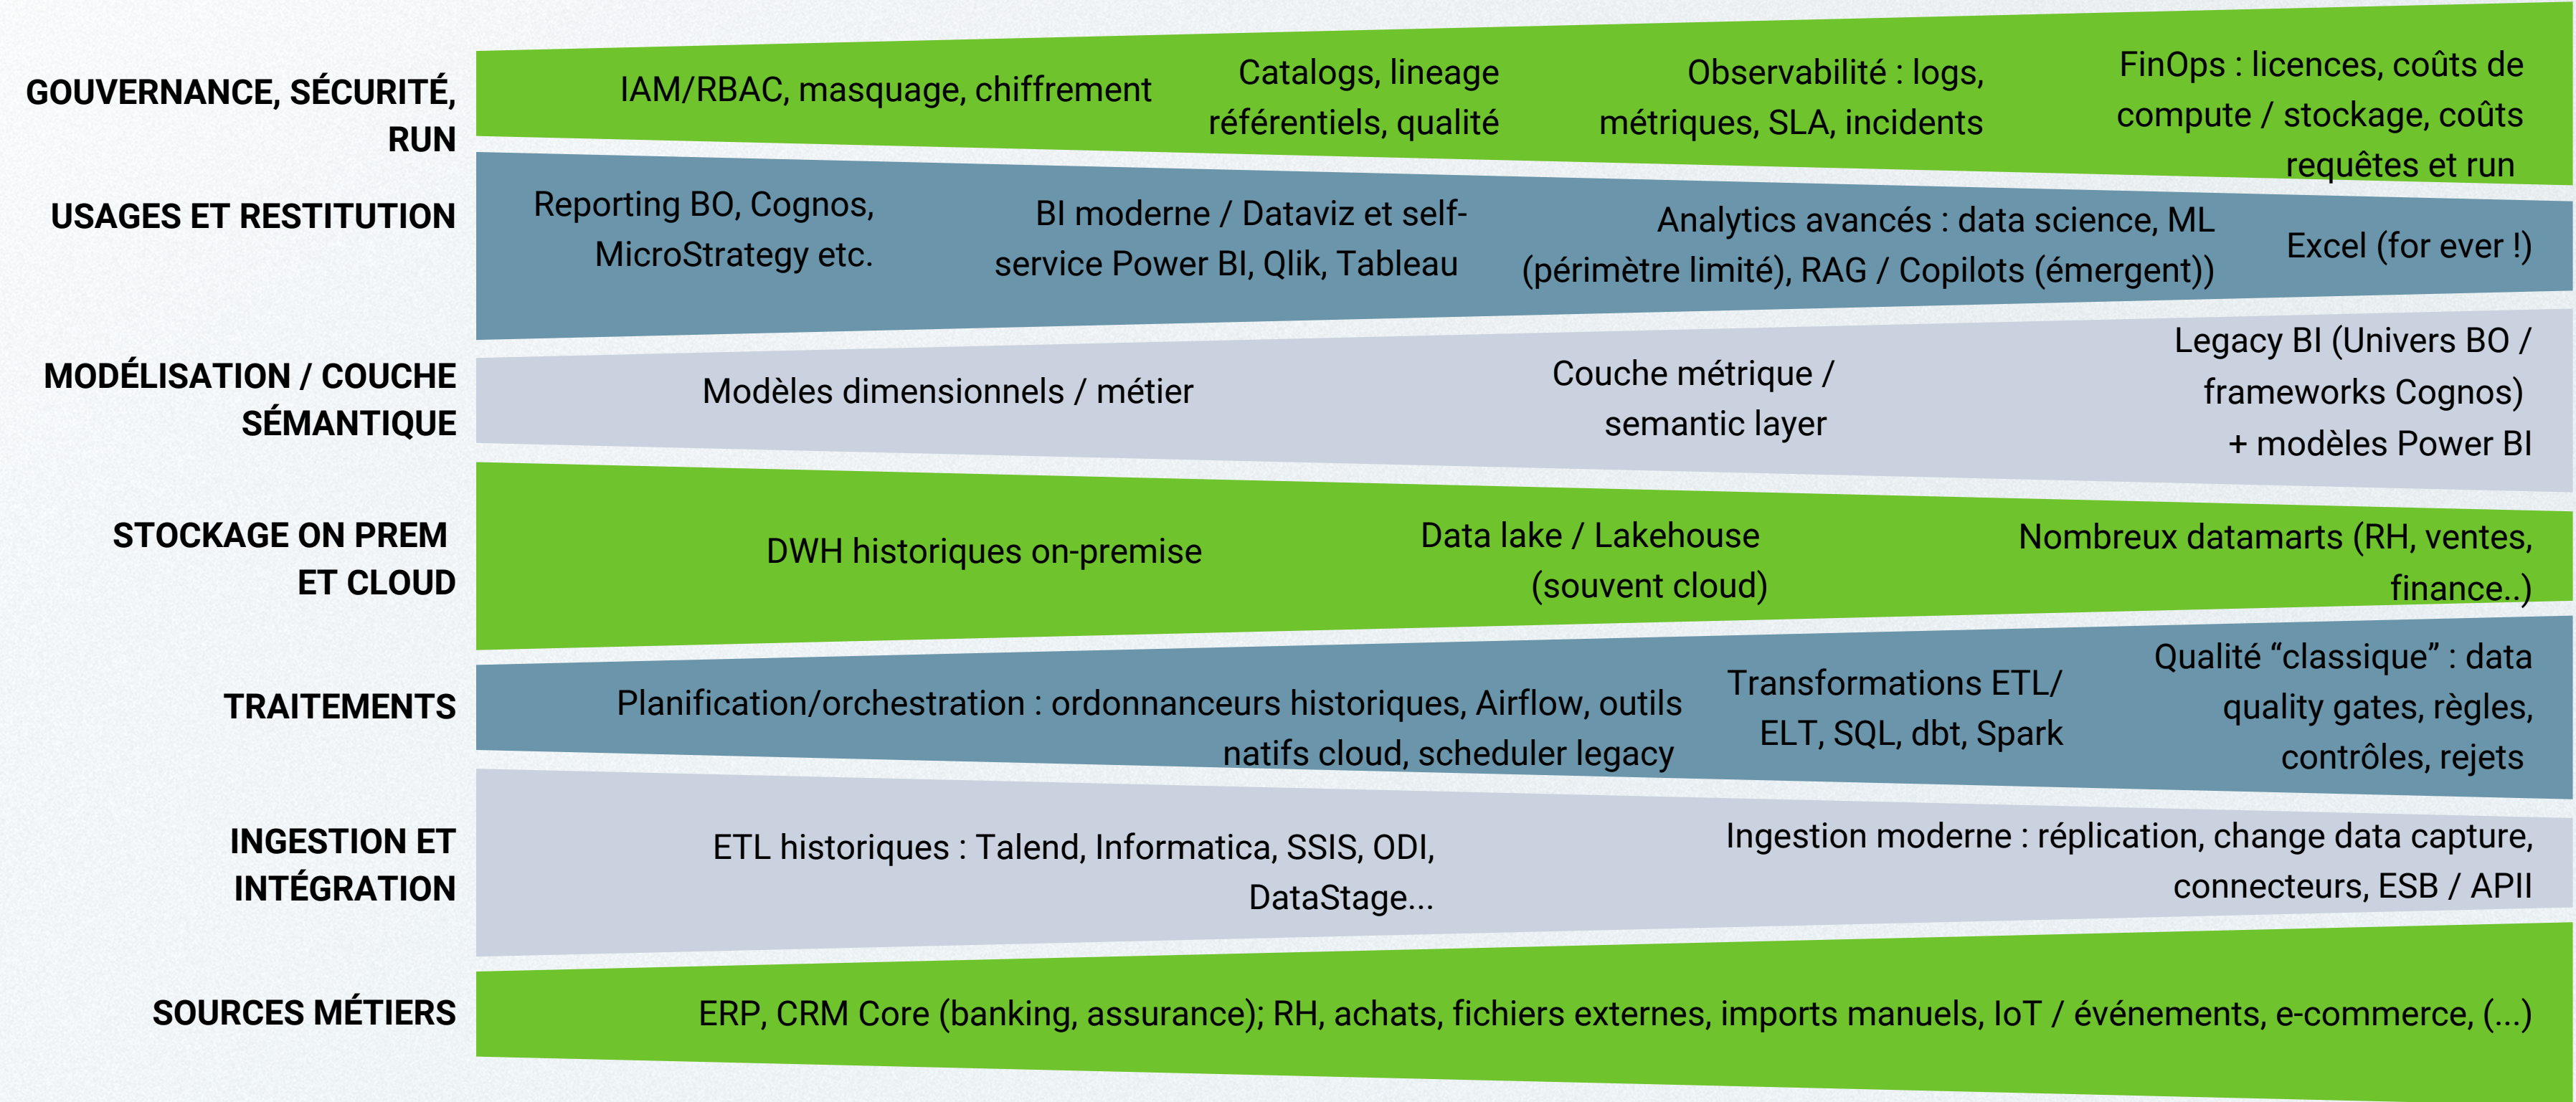 GOUVERNANCE, SÉCURITÉ,
RUN
IAM/RBAC, masquage, chiffrement
Catalogs, lineage
référentiels, qualité
Observabilité : logs,
métriques, SLA, incidents
FinOps : licences, coûts de
compute / stockage, coûts
requêtes et run
USAGES ET RESTITUTION
Reporting BO, Cognos,
MicroStrategy etc.
BI moderne / Dataviz et self-
service Power BI, Qlik, Tableau
Analytics avancés : data science, ML
(périmètre limité), RAG / Copilots (émergent))
Excel (for ever !)
MODÉLISATION / COUCHE
SÉMANTIQUE
Modèles dimensionnels / métier
Couche métrique /
semantic layer
Legacy BI (Univers BO /
frameworks Cognos)
+ modèles Power BI
STOCKAGE ON PREM
ET CLOUD
DWH historiques on-premise
Data lake / Lakehouse
(souvent cloud)
Nombreux datamarts (RH, ventes,
finance..)
TRAITEMENTS
Planification/orchestration : ordonnanceurs historiques, Airflow, outils
natifs cloud, scheduler legacy
Transformations ETL/
ELT, SQL, dbt, Spark
Qualité “classique” : data
quality gates, règles,
contrôles, rejets
INGESTION ET
INTÉGRATION
ETL historiques : Talend, Informatica, SSIS, ODI,
DataStage...
Ingestion moderne : réplication, change data capture,
connecteurs, ESB / APII
SOURCES MÉTIERS
ERP, CRM Core (banking, assurance); RH, achats, fichiers externes, imports manuels, IoT / événements, e-commerce, (...)